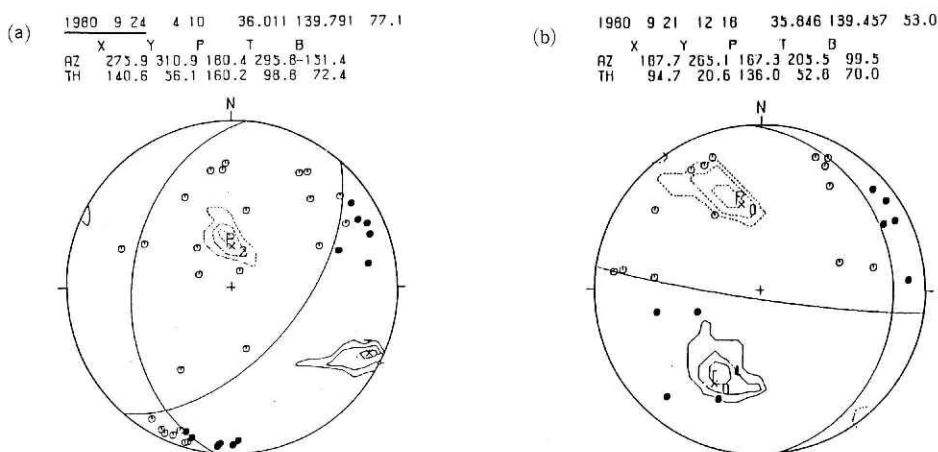 (a)
1980 9 24 4 10 36.011 139.791 77.1
X Y P T B
AZ 275.9 310.9 180.4 295.8-151.4
TH 140.6 56.1 160.2 98.8 72.4
N
P
(b)
1980 9 21 12 18 35.846 139.457 53.0
X Y P T B
AZ 187.7 265.1 167.3 205.5 99.5
TH 94.7 20.6 136.0 52.8 70.0
N
P
T